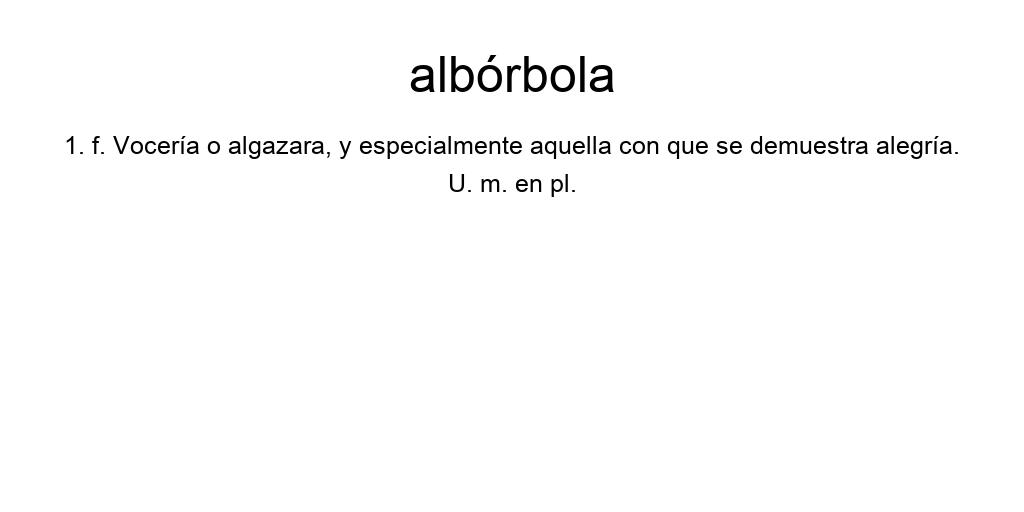 albórbola
1. f. Vocería o algazara, y especialmente aquella con que se demuestra alegría.
U. m. en pl.